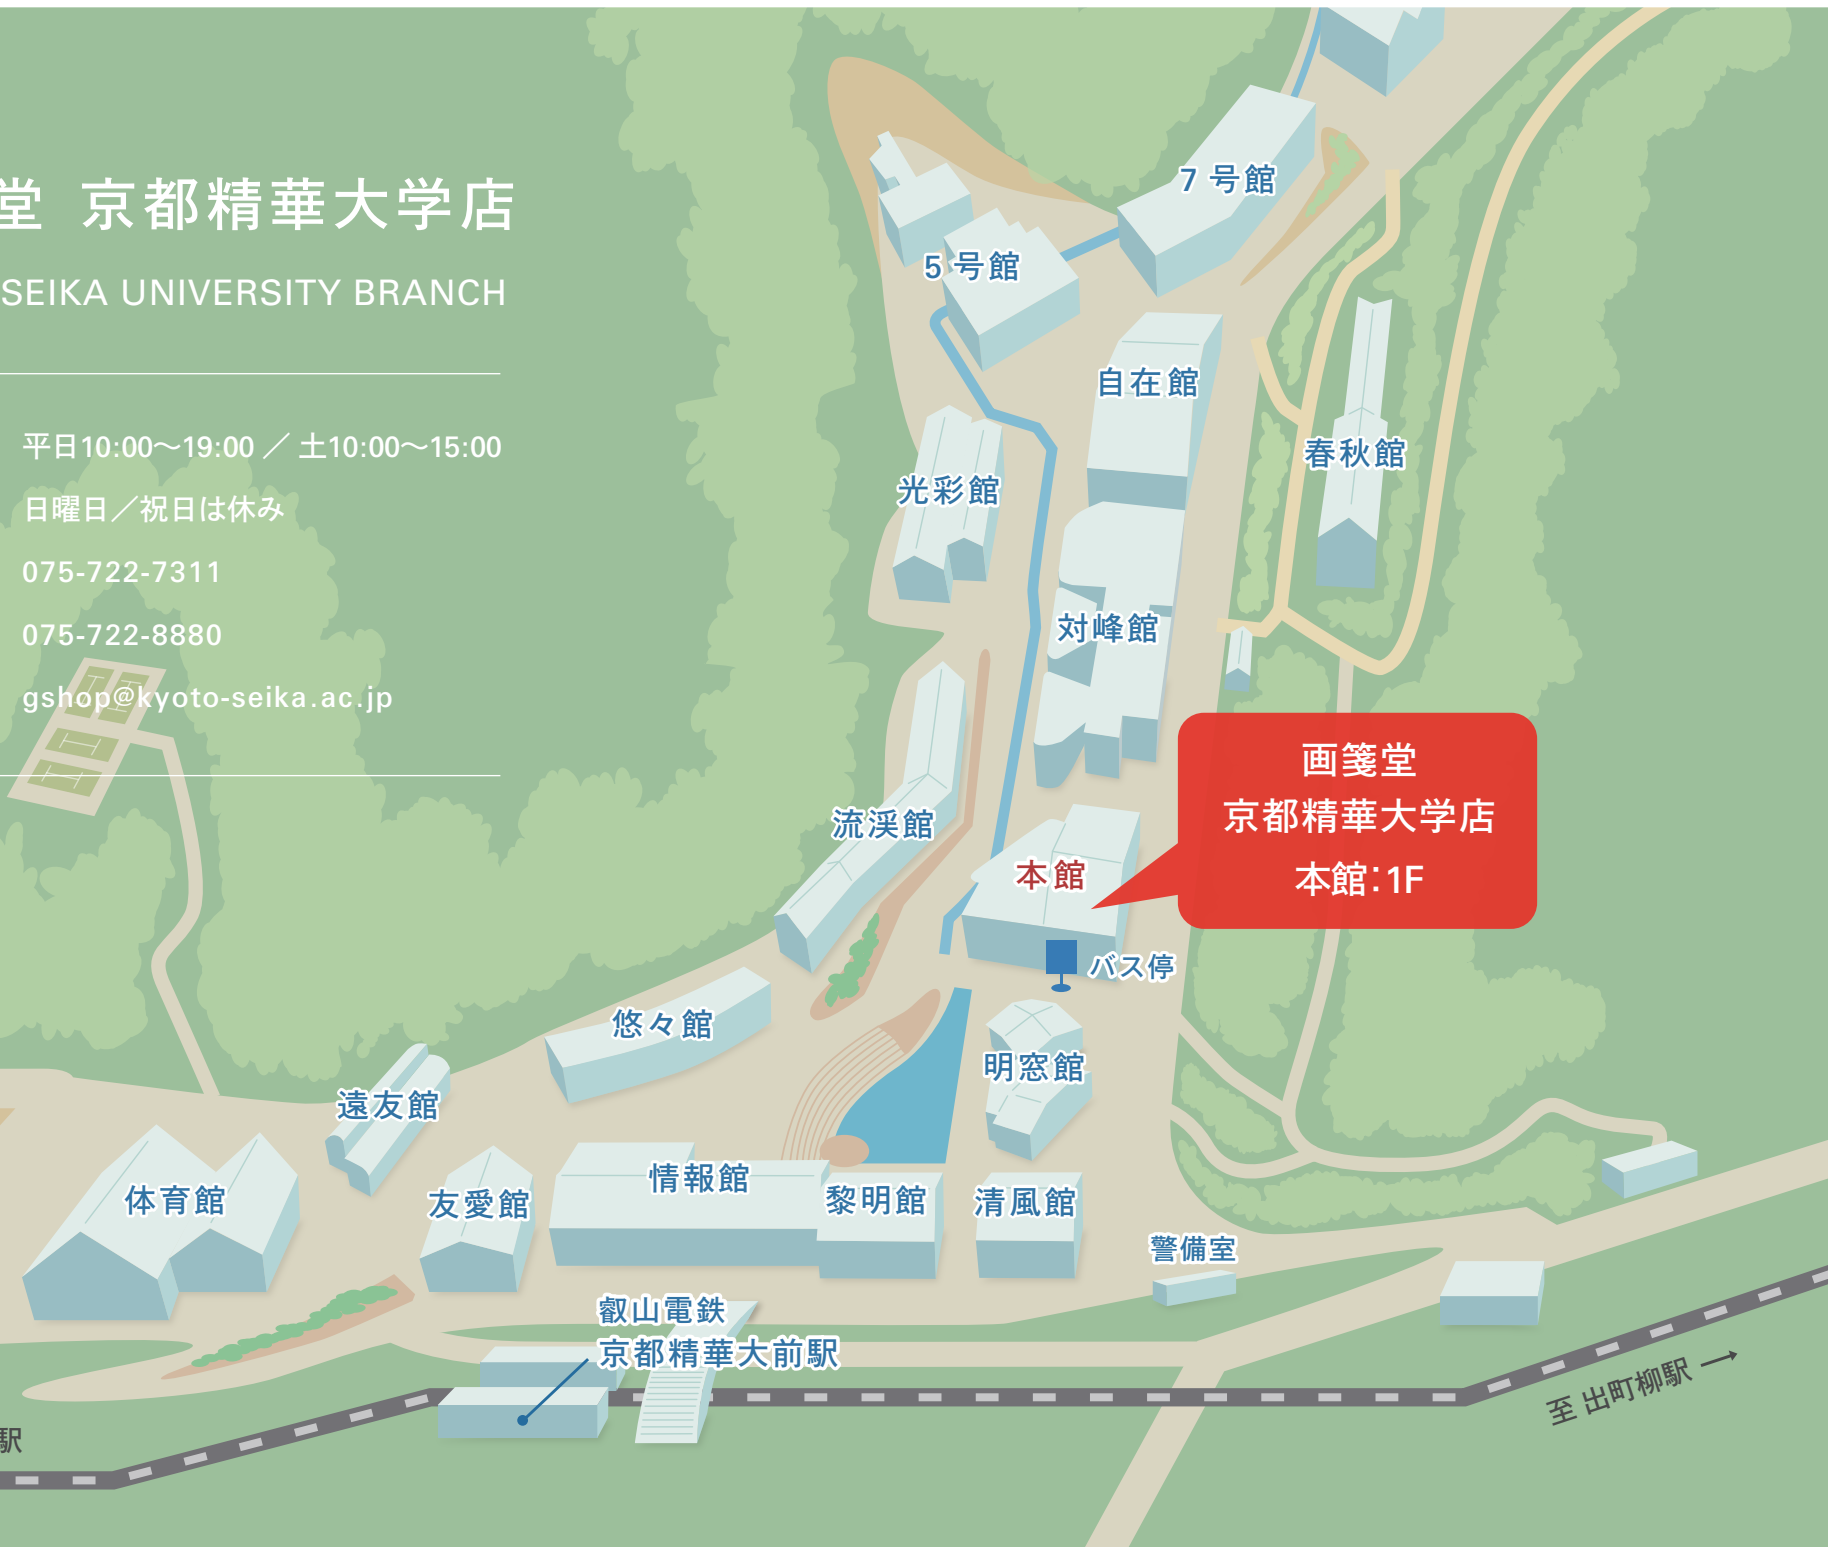 堂 京都精華大学店
SEIKA UNIVERSITY BRANCH
平日10:00〜19:00 ／ 土10:00〜15:00
日曜日／祝日は休み
075-722-7311
075-722-8880
gshop@kyoto-seika.ac.jp
7 号館
5 号館
自在館
春秋館
光彩館
対峰館
画箋堂
京都精華大学店
本館：1F
流渓館
本館
バス停
悠々館
明窓館
遠友館
体育館
友愛館
情報館
黎明館
清風館
警備室
叡山電鉄
京都精華大前駅
至 出町柳駅 →
駅